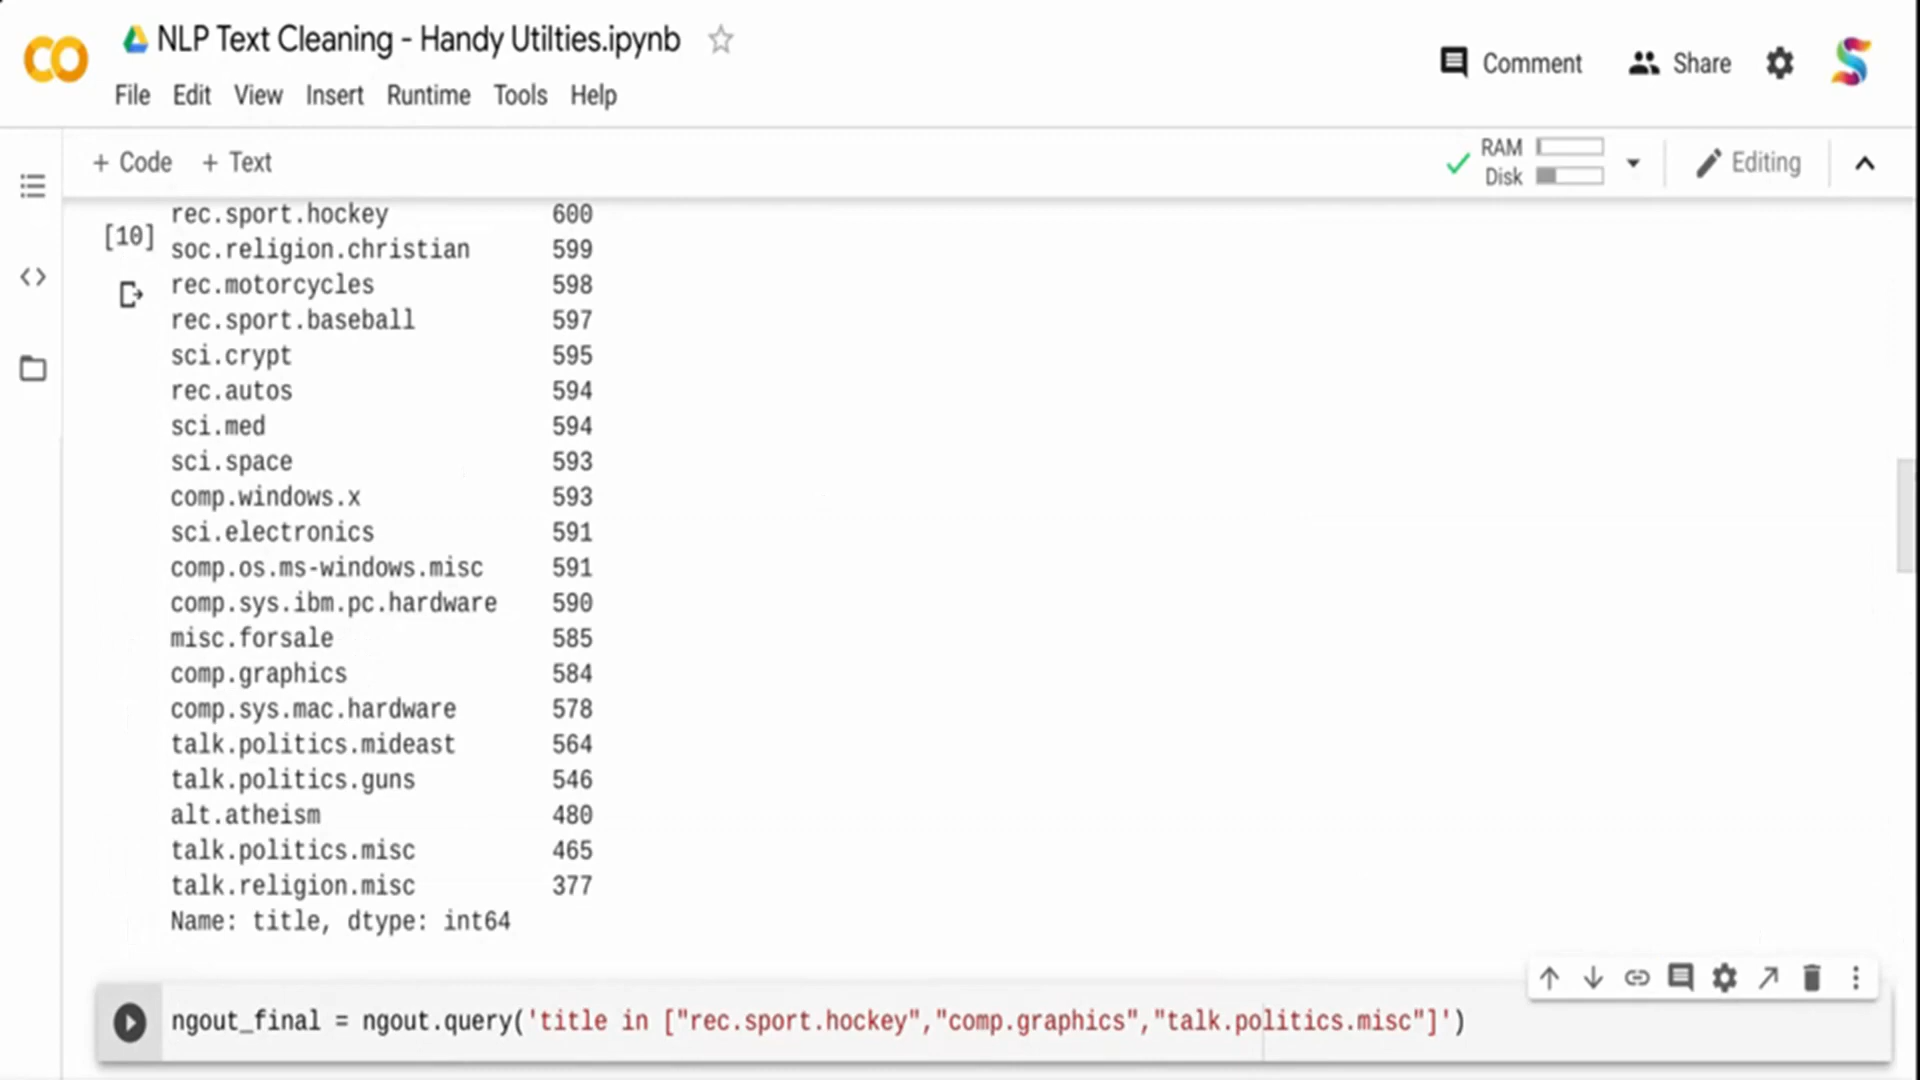 NLP Text Cleaning - Handy Utilties.ipynb
File Edit View Insert Runtime Tools Help
Comment Share
+ Code + Text
RAM
Disk
Editing
[10]
rec.sport.hockey 600
soc.religion.christian 599
rec.motorcycles 598
rec.sport.baseball 597
sci.crypt 595
rec.autos 594
sci.med 594
sci.space 593
comp.windows.x 593
sci.electronics 591
comp.os.ms-windows.misc 591
comp.sys.ibm.pc.hardware 590
misc.forsale 585
comp.graphics 584
comp.sys.mac.hardware 578
talk.politics.mideast 564
talk.politics.guns 546
alt.atheism 480
talk.politics.misc 465
talk.religion.misc 377
Name: title, dtype: int64
ngout_final = ngout.query('title in ["rec.sport.hockey","comp.graphics","talk.politics.misc"]')